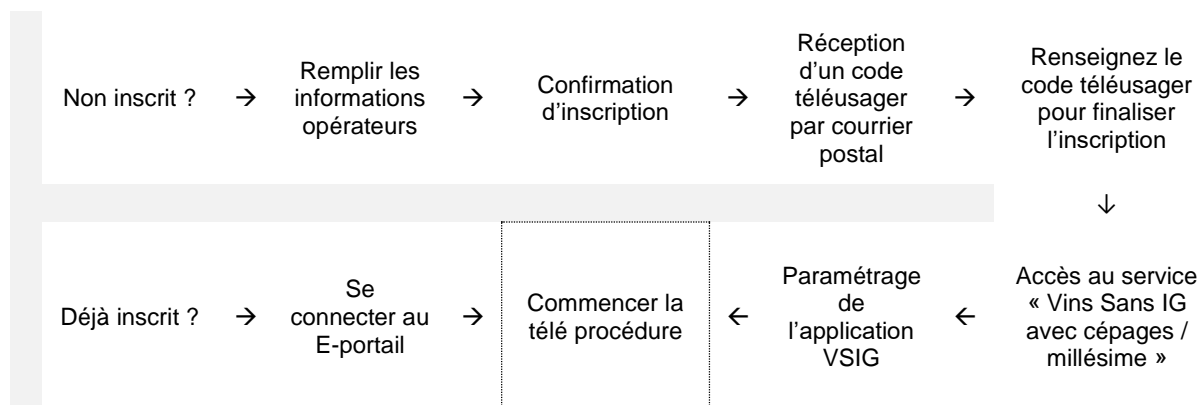 Non inscrit ?
→
Remplir les
informations
opérateurs
→
Confirmation
d’inscription
→
Réception
d’un code
téléusager
par courrier
postal
→
Renseignez le
code téléusager
pour finaliser
l’inscription
↓
Déjà inscrit ?
→
Se
connecter au
E-portail
→
Commencer la
télé procédure
←
Paramétrage
de
l’application
VSIG
←
Accès au service
« Vins Sans IG
avec cépages /
millésime »